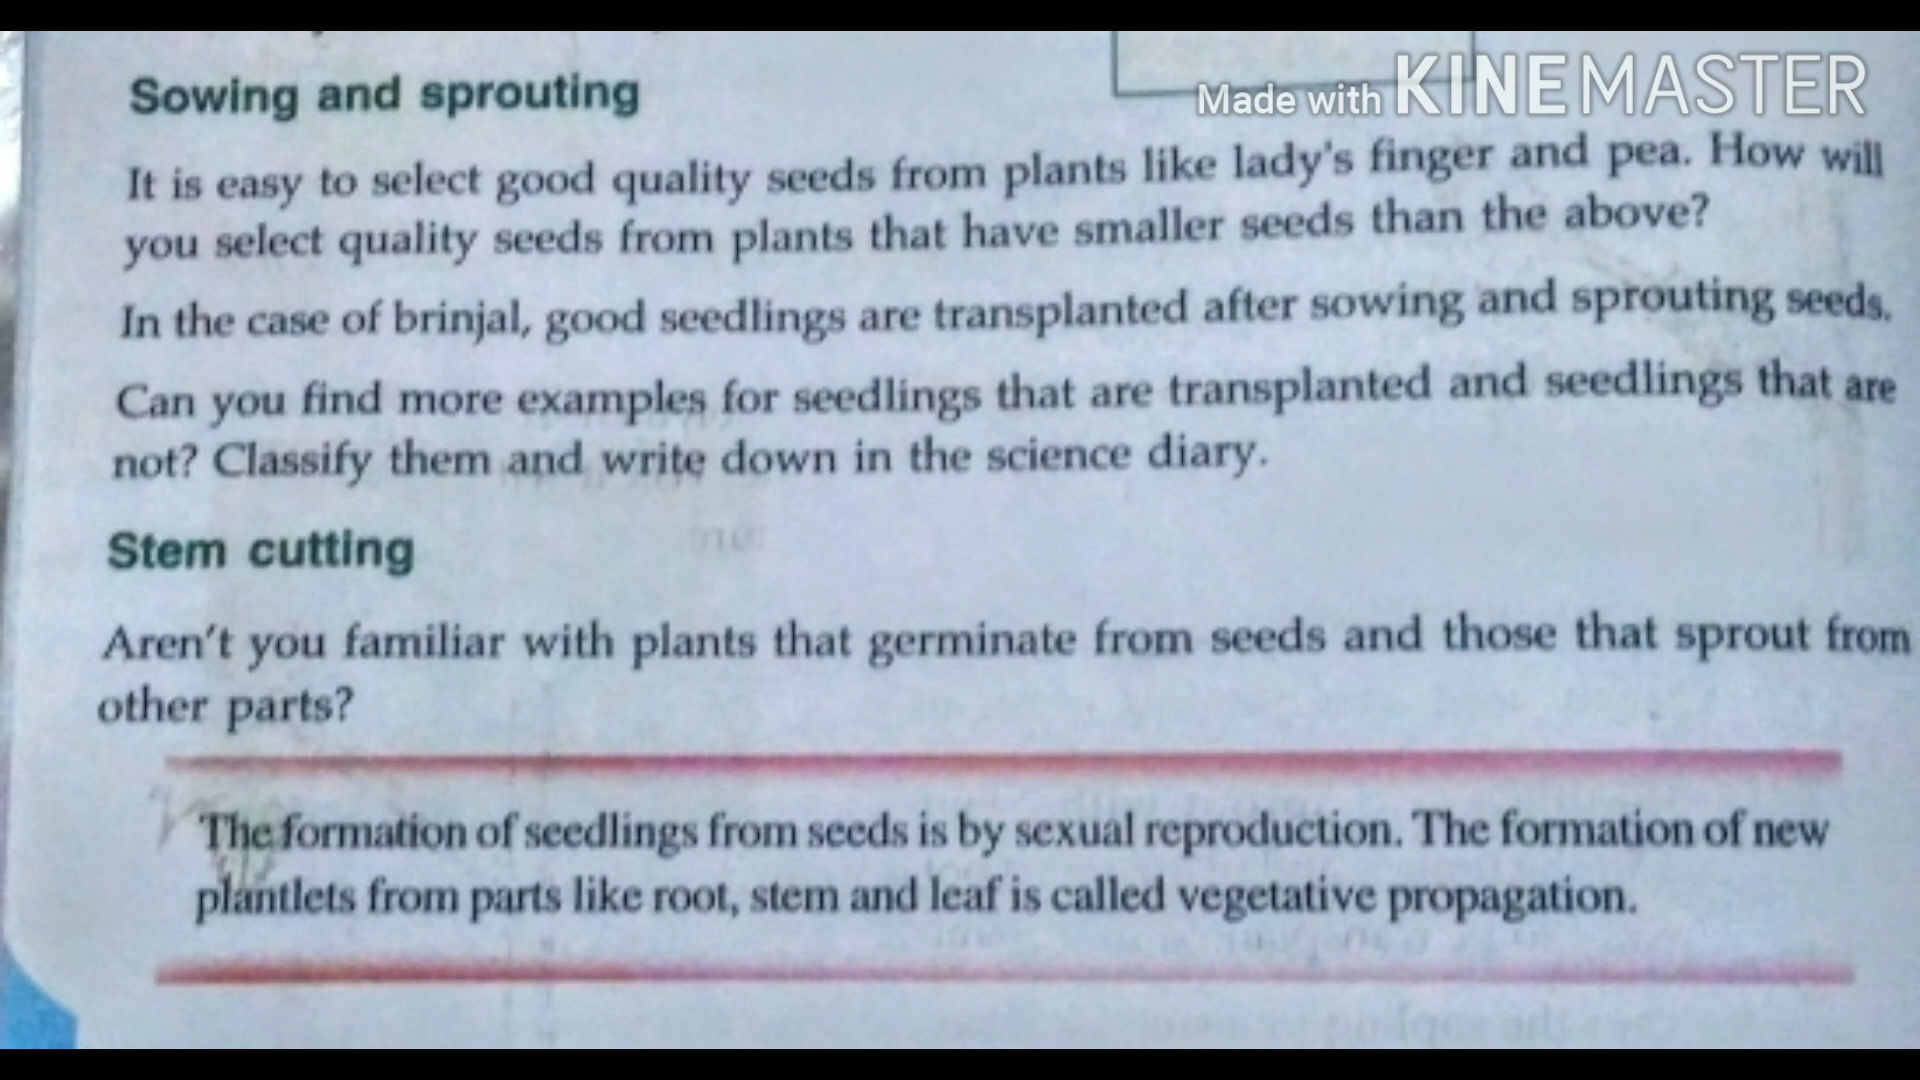 Made with KINEMASTER
Sowing and sprouting
It is easy to select good quality seeds from plants like lady's finger and pea. How will
you select quality seeds from plants that have smaller seeds than the above?
In the case of brinjal, good seedlings are transplanted after sowing and sprouting seeds.
Can you find more examples for seedlings that are transplanted and seedlings that are
not? Classify them and write down in the science diary.
Stem cutting
Aren't you familiar with plants that germinate from seeds and those that sprout from
other parts?
The formation of seedlings from seeds is by sexual reproduction. The formation of new
plantlets from parts like root, stem and leaf is called vegetative propagation.